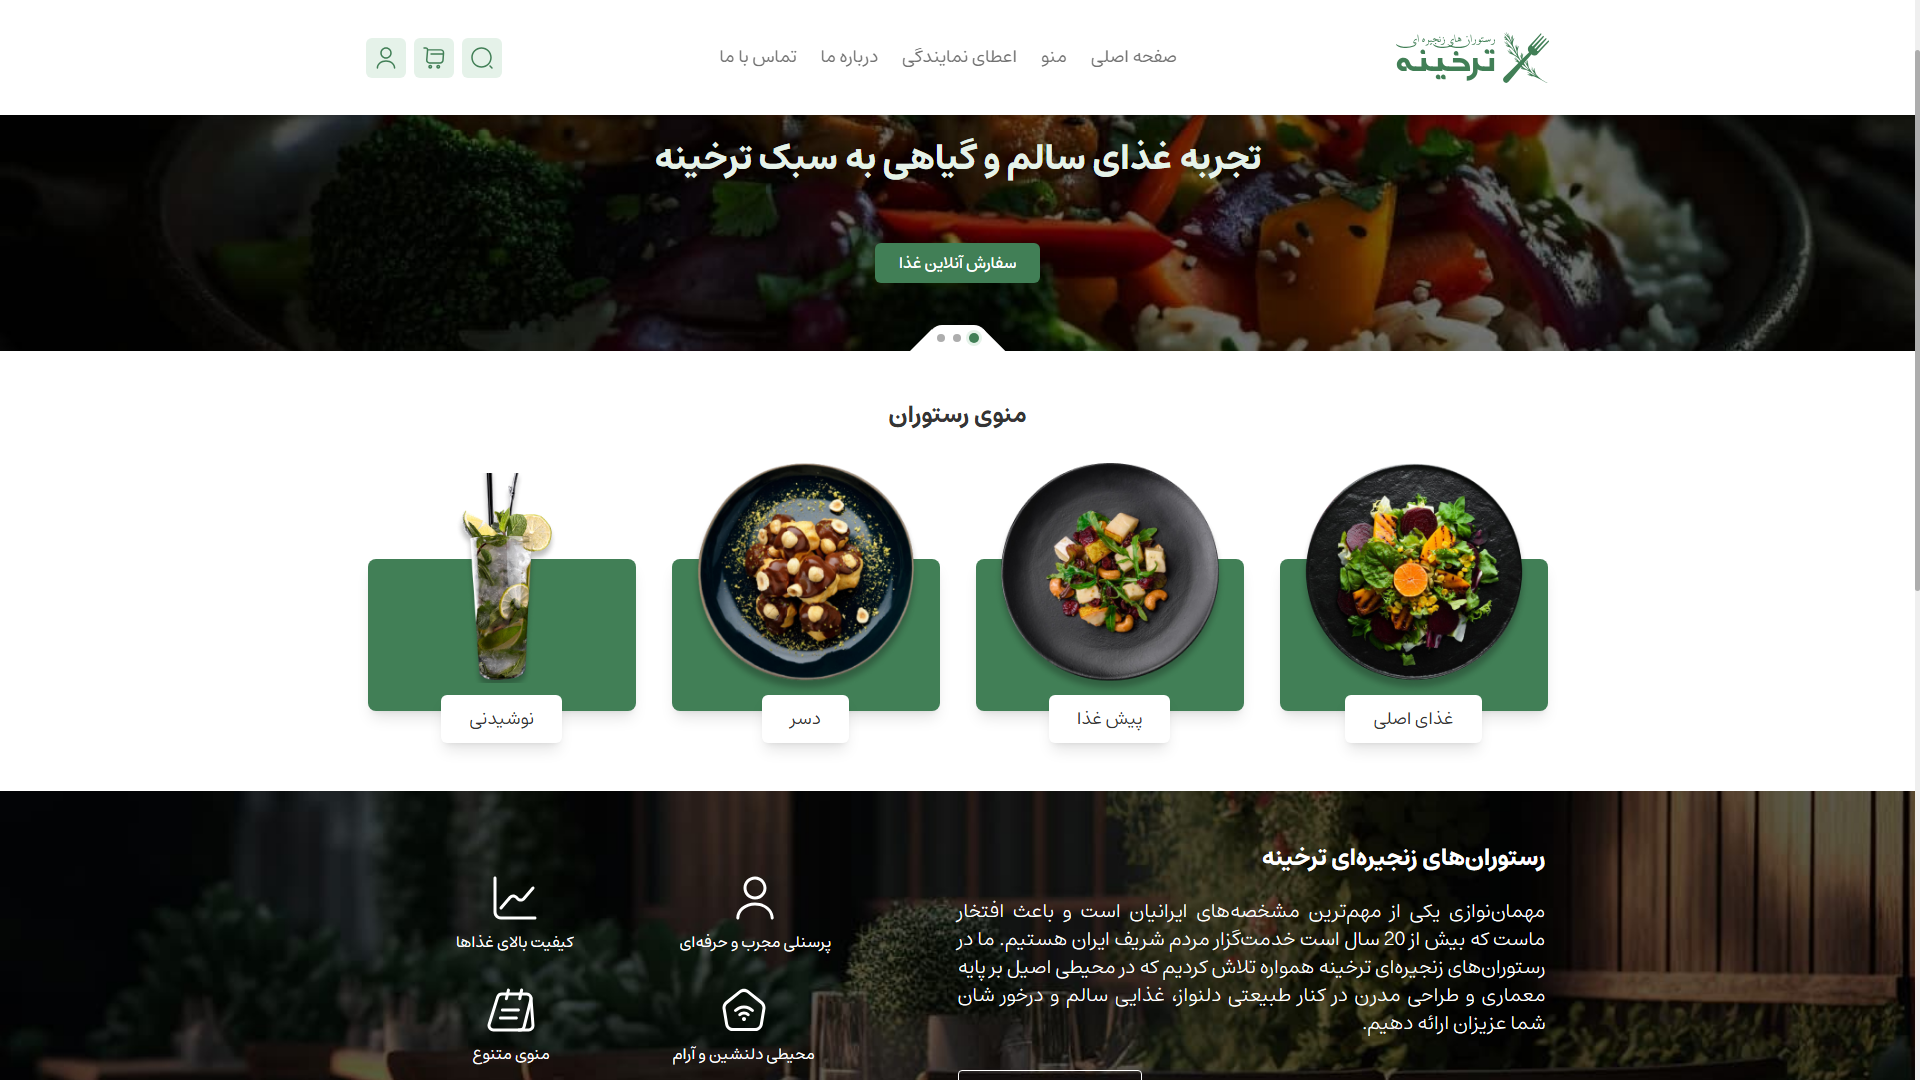 رستوران های زنجیره ای
ترخینه
صفحه اصلی
منو
اعطای نمایندگی
درباره ما
تماس با ما
تجربه غذای سالم و گیاهی به سبک ترخینه
سفارش آنلاین غذا
منوی رستوران
غذای اصلی
پیش غذا
دسر
نوشیدنی
رستوران‌های زنجیره‌ای ترخینه
مهمان‌نوازی یکی از مهم‌ترین مشخصه‌های ایرانیان است و باعث افتخار
ماست که بیش از 20 سال است خدمت‌گزار مردم شریف ایران هستیم. ما در
رستوران‌های زنجیره‌ای ترخینه همواره تلاش کردیم که در محیطی اصیل بر پایه
معماری و طراحی مدرن در کنار طبیعتی دلنواز، غذایی سالم و درخور شان
شما عزیزان ارائه دهیم.
پرسنلی مجرب و حرفه‌ای
کیفیت بالای غذاها
محیطی دلنشین و آرام
منوی متنوع